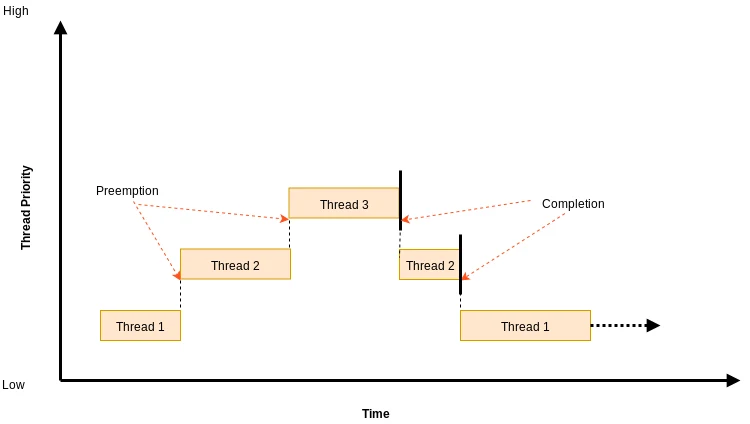 High
Thread Priority
Preemption
Thread 3
Completion
Thread 2
Thread 2
Thread 1
Thread 1
Low
Time